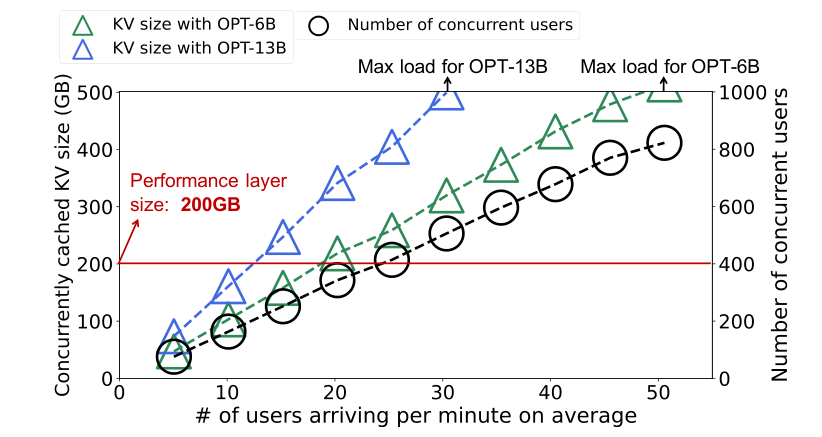 KV size with OPT-6B
KV size with OPT-13B
Number of concurrent users
Max load for OPT-13B
Max load for OPT-6B
Concurrently cached KV size (GB)
500
400
300
200
100
0
Performance layer
size: 200GB
1000
800
600
400
200
0
Number of concurrent users
0
10
20
30
40
50
# of users arriving per minute on average